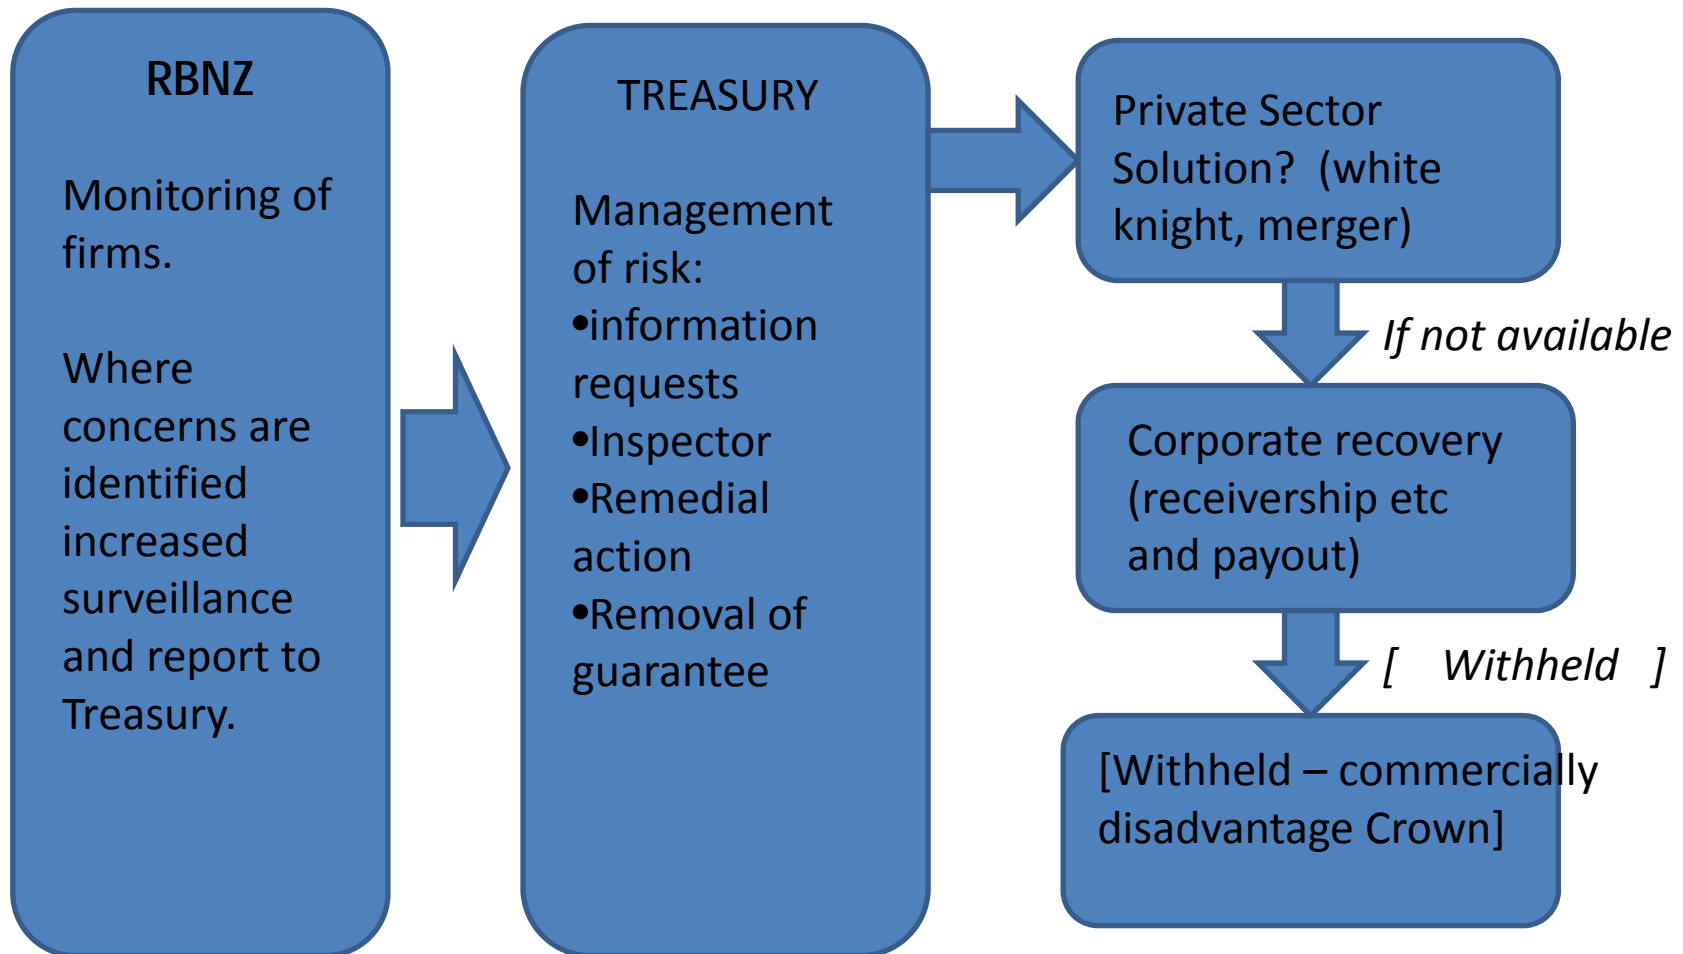 RBNZ
Monitoring of
firms.
Where
concerns are
identified
increased
surveillance
and report to
Treasury.
TREASURY
Management
of risk:
•information
requests
•Inspector
•Remedial
action
•Removal of
guarantee
Private Sector
Solution?  (white
knight, merger)
If not available
Corporate recovery
(receivership etc
and payout)
[   Withheld   ]
[Withheld – commercially
disadvantage Crown]